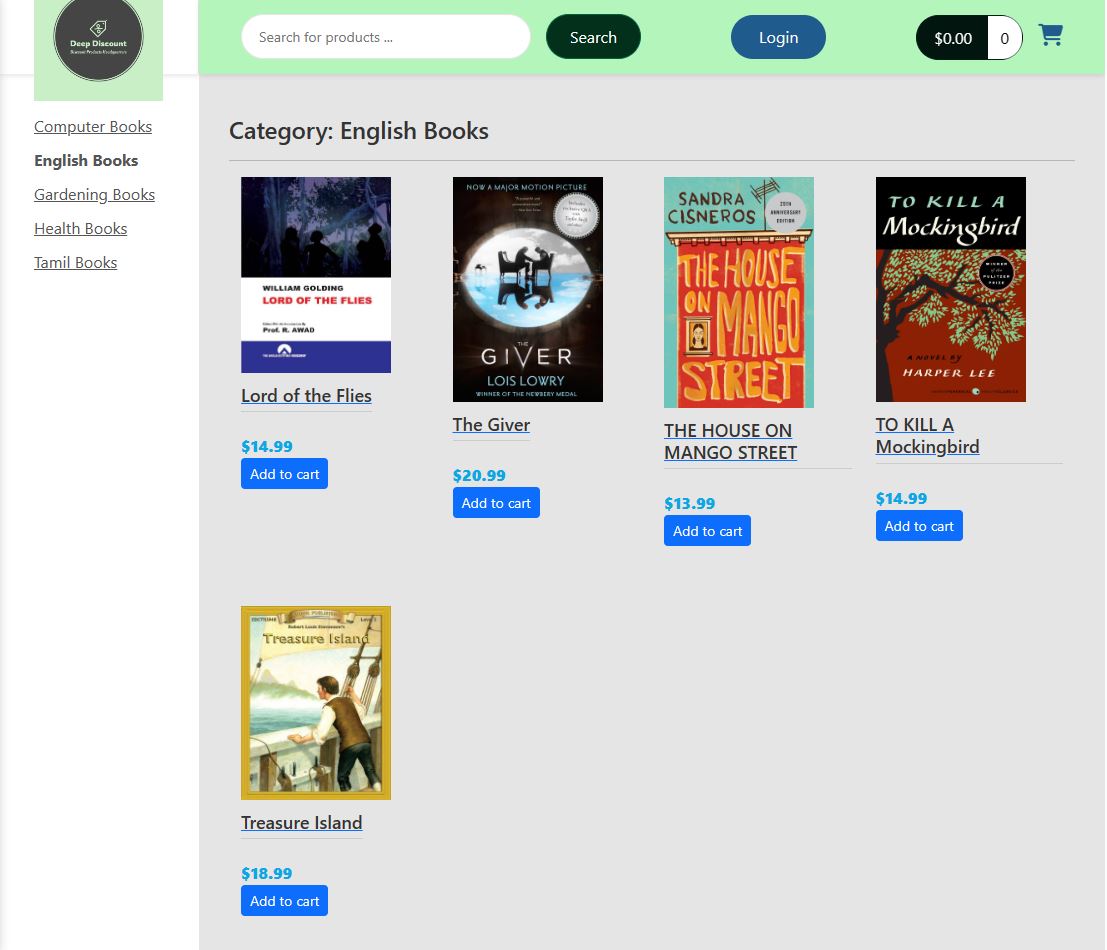 Deep Discount
Discount Products Headquarters
Search for products ...
Search
Login
$0.00
0
Computer Books
English Books
Gardening Books
Health Books
Tamil Books
Category: English Books
WILLIAM GOLDING
LORD OF THE FLIES
Prof. R. AWAD
Lord of the Flies
$14.99
Add to cart
NOW A MAJOR MOTION PICTURE
THE
GIVER
LOIS LOWRY
WINNER OF THE NEWBERY MEDAL
The Giver
$20.99
Add to cart
SANDRA
CISNEROS
25TH
ANNIVERSARY
EDITION
THE HOUSE
ON
MANGO
STREET
THE HOUSE ON
MANGO STREET
$13.99
Add to cart
TO KILL A
Mockingbird
WINNER
of the
PULITZER
PRIZE
A NOVEL BY
HARPER LEE
TO KILL A
Mockingbird
$14.99
Add to cart
Robert Louis Stevenson's
Treasure Island
Treasure Island
$18.99
Add to cart